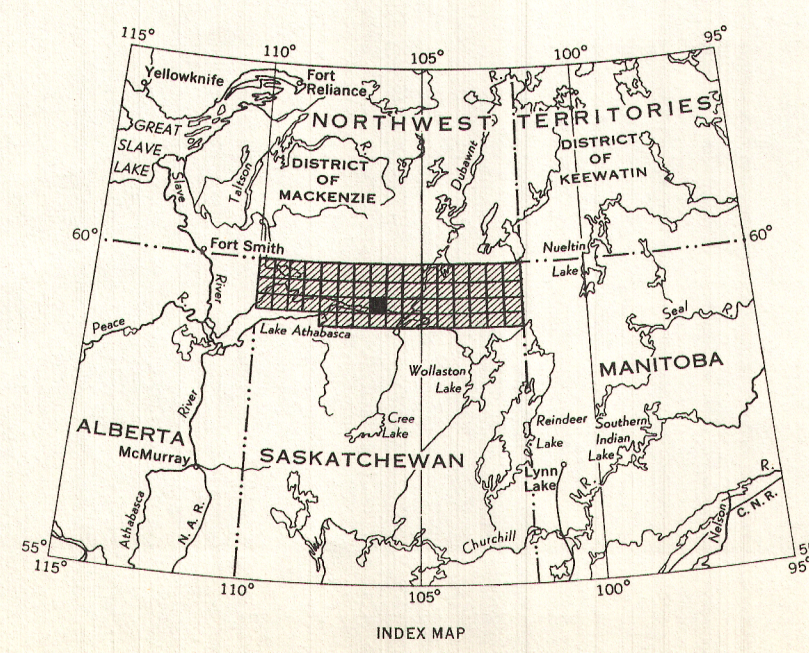 115°
110°
105°
100°
95°
Yellowknife
Fort
Reliance
R.
NORTHWEST TERRITORIES
GREAT
SLAVE
LAKE
Slave
Taltson
DISTRICT
OF
MACKENZIE
Dubawnt
DISTRICT
OF
KEEWATIN
60°
Fort Smith
Nueltin
Lake
60°
River
R.
Peace
Lake Athabasca
Seal
R.
Wollaston
Lake
MANITOBA
River
ALBERTA
McMurray
Cree
Lake
SASKATCHEWAN
Reindeer
Lake
Southern
Indian
Lake
Lynn
Lake
R.
R.
Athabasca
N. A. R.
Churchill
Nelson
C. N. R.
55°
115°
110°
105°
100°
95°
INDEX MAP